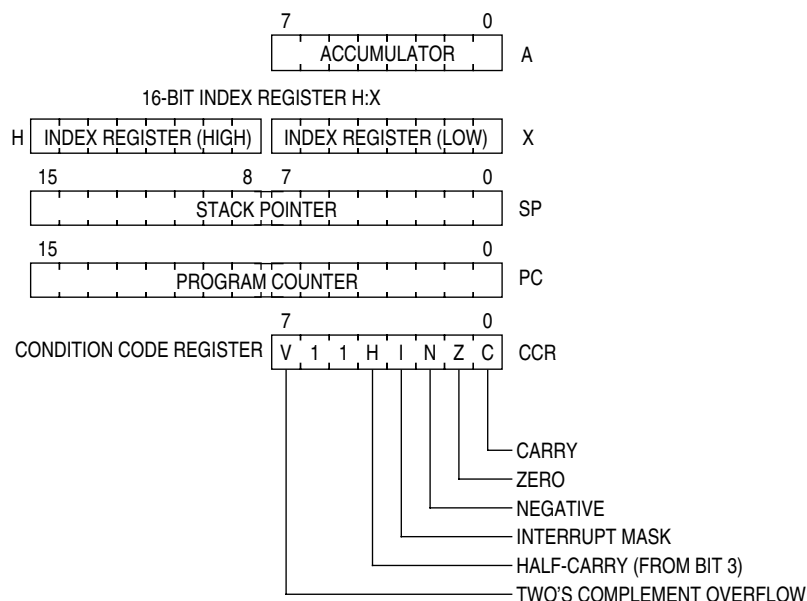 7 0
ACCUMULATOR A
16-BIT INDEX REGISTER H:X
H INDEX REGISTER (HIGH) INDEX REGISTER (LOW) X
15 8 7 0
STACK POINTER SP
15 0
PROGRAM COUNTER PC
7 0
CONDITION CODE REGISTER V 1 1 H I N Z C CCR
CARRY
ZERO
NEGATIVE
INTERRUPT MASK
HALF-CARRY (FROM BIT 3)
TWO'S COMPLEMENT OVERFLOW